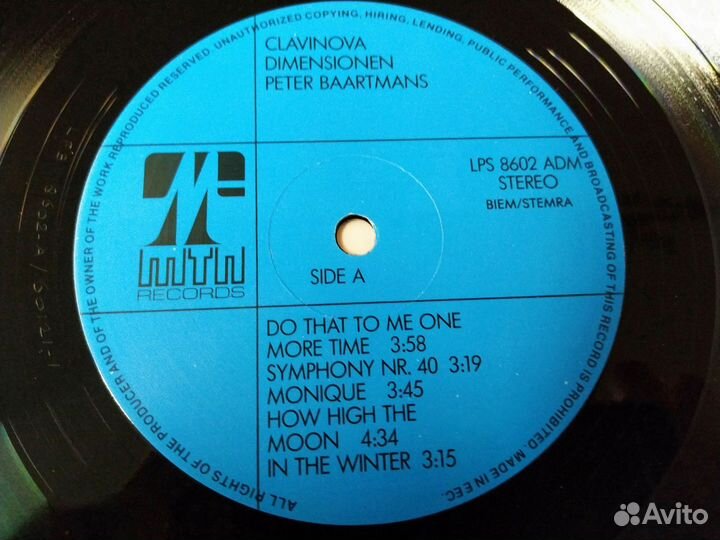 ALL RIGHTS OF THE PRODUCER AND OF THE OWNER OF THE WORK REPRODUCED RESERVED. UNAUTHORIZED COPYING, HIRING, LENDING, PUBLIC PERFORMANCE AND BROADCASTING OF THIS RECORD IS PROHIBITED. MADE IN EEC.
CLAVINOVA
DIMENSIONEN
PETER BAARTMANS
LPS 8602 ADM
STEREO
BIEM/STEMRA
WTW
RECORDS
SIDE A
DO THAT TO ME ONE
MORE TIME 3:58
SYMPHONY NR. 40 3:19
MONIQUE 3:45
HOW HIGH THE
MOON 4:34
IN THE WINTER 3:15
Avito